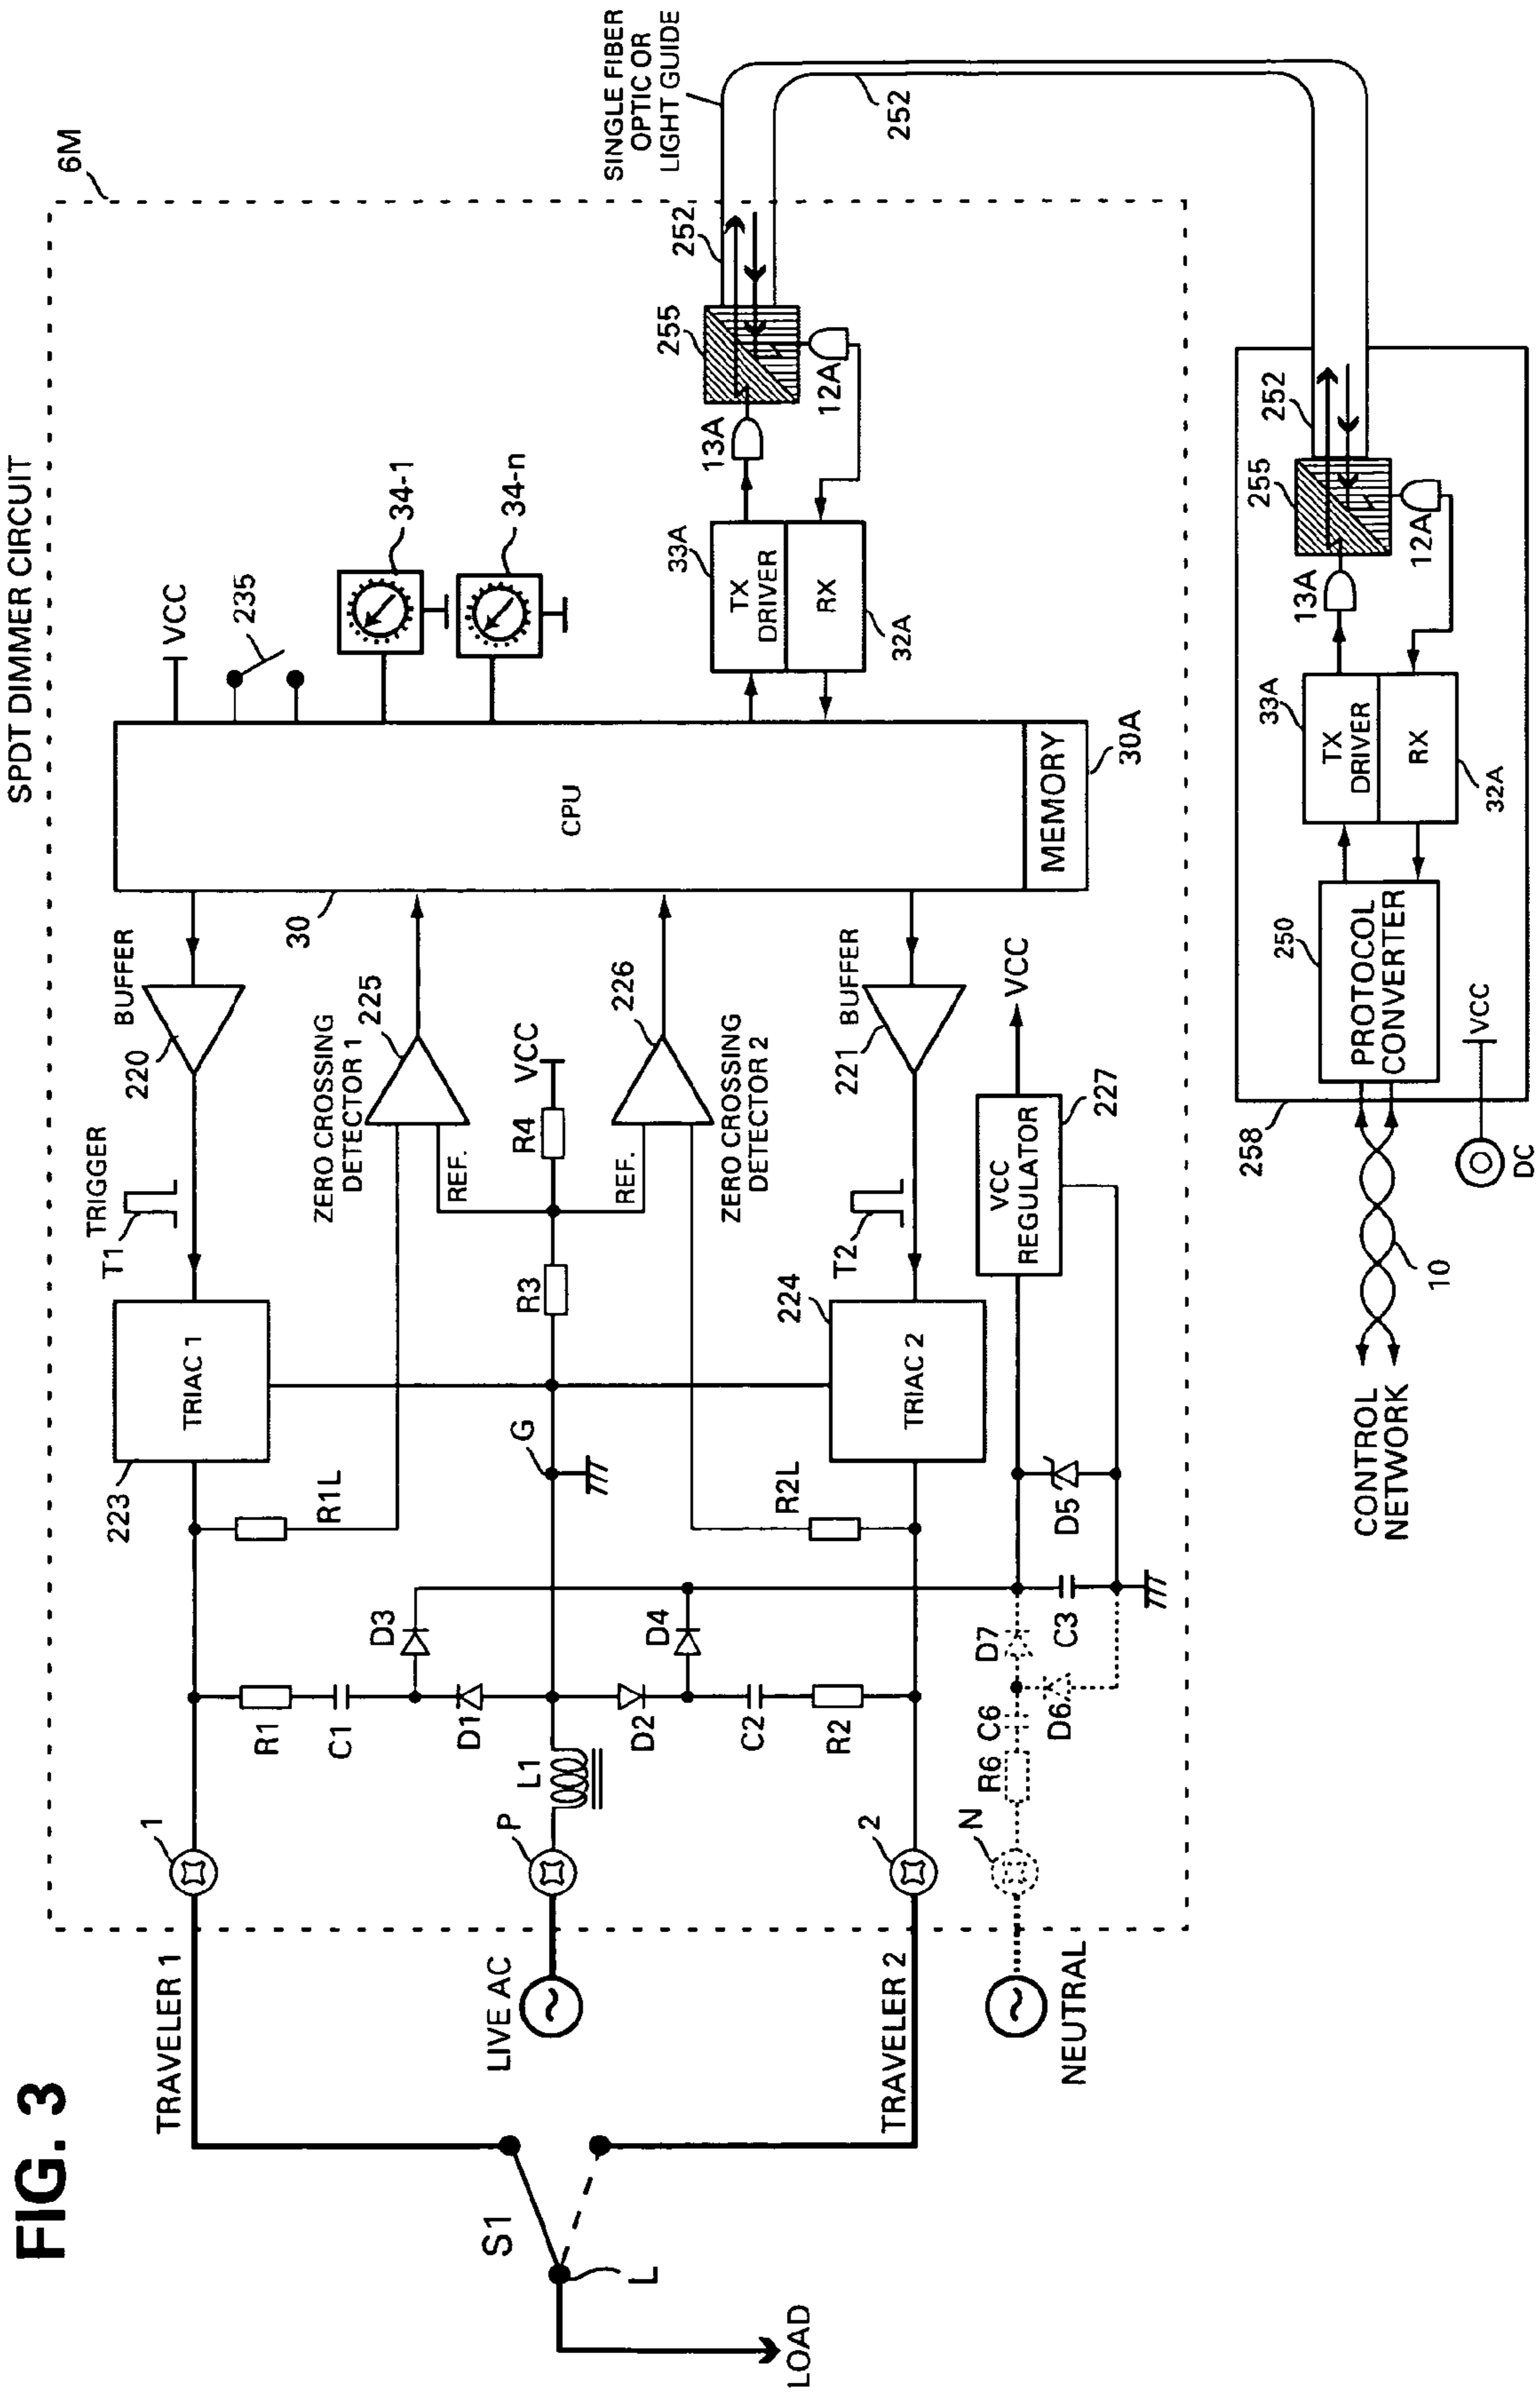 FIG. 3
SPDT DIMMER CIRCUIT
6M
TRAVELER 1
1
R1
C1
D1
D3
R1L
223
TRIAC 1
T1
TRIGGER
220
BUFFER
ZERO CROSSING
DETECTOR 1
225
REF.
30
CPU
MEMORY
30A
VCC
235
34-1
34-n
S1
L
LOAD
LIVE AC
P
L1
G
R3
R4
VCC
D2
D4
C2
R2
R2L
REF.
226
ZERO CROSSING
DETECTOR 2
TRAVELER 2
2
TRIAC 2
224
T2
221
BUFFER
NEUTRAL
N
R6
C6
D6
D7
C3
D5
VCC
REGULATOR
227
VCC
33A
TX
DRIVER
RX
32A
13A
12A
255
252
SINGLE FIBER
OPTIC OR
LIGHT GUIDE
252
CONTROL
NETWORK
10
258
DC
VCC
250
PROTOCOL
CONVERTER
33A
TX
DRIVER
RX
32A
13A
12A
255
252